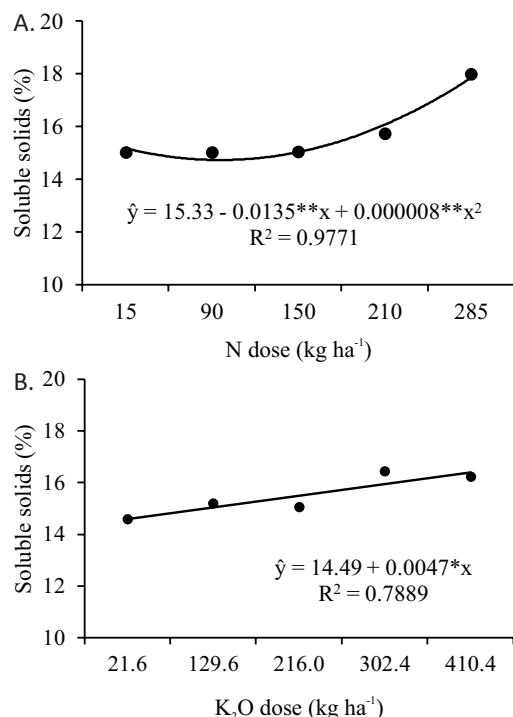 A.
20
18
16
14
12
10
Soluble solids (%)
ŷ = 15.33 - 0.0135**x + 0.000008**x²
R² = 0.9771
15 90 150 210 285
N dose (kg ha⁻¹)
B.
20
18
16
14
12
10
Soluble solids (%)
ŷ = 14.49 + 0.0047*x
R² = 0.7889
21.6 129.6 216.0 302.4 410.4
K₂O dose (kg ha⁻¹)